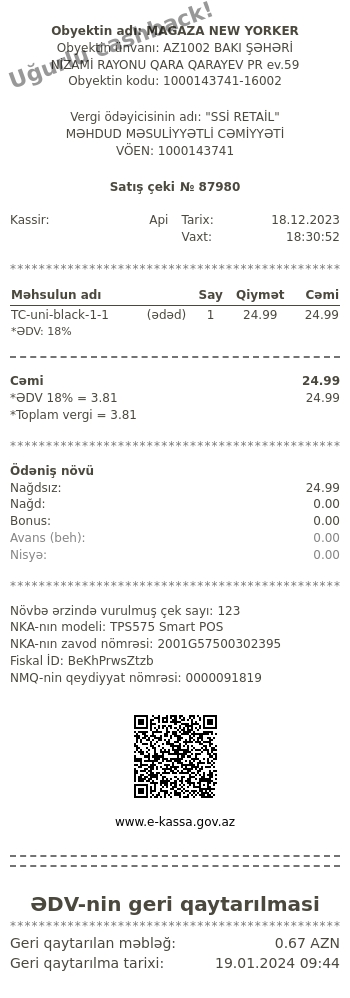 Uğurlu cashback!
Obyektin adı: MAĞAZA NEW YORKER
Obyektin ünvanı: AZ1002 BAKI ŞƏHƏRİ
NİZAMİ RAYONU QARA QARAYEV PR ev.59
Obyektin kodu: 1000143741-16002
Vergi ödəyicisinin adı: "SSİ RETAİL"
MƏHDUD MƏSULİYYƏTLİ CƏMİYYƏTİ
VÖEN: 1000143741
Satış çeki № 87980
Kassir: Api Tarix: 18.12.2023
Vaxt: 18:30:52
Məhsulun adı Say Qiymət Cəmi
TC-uni-black-1-1 (ədəd) 1 24.99 24.99
*ƏDV: 18%
Cəmi 24.99
*ƏDV 18% = 3.81 24.99
*Toplam vergi = 3.81
Ödəniş növü
Nağdsız: 24.99
Nağd: 0.00
Bonus: 0.00
Avans (beh): 0.00
Nisyə: 0.00
Növbə ərzində vurulmuş çek sayı: 123
NKA-nın modeli: TPS575 Smart POS
NKA-nın zavod nömrəsi: 2001G57500302395
Fiskal İD: BeKhPrwsZtzb
NMQ-nin qeydiyyat nömrəsi: 0000091819
www.e-kassa.gov.az
ƏDV-nin geri qaytarılması
Geri qaytarılan məbləğ: 0.67 AZN
Geri qaytarılma tarixi: 19.01.2024 09:44